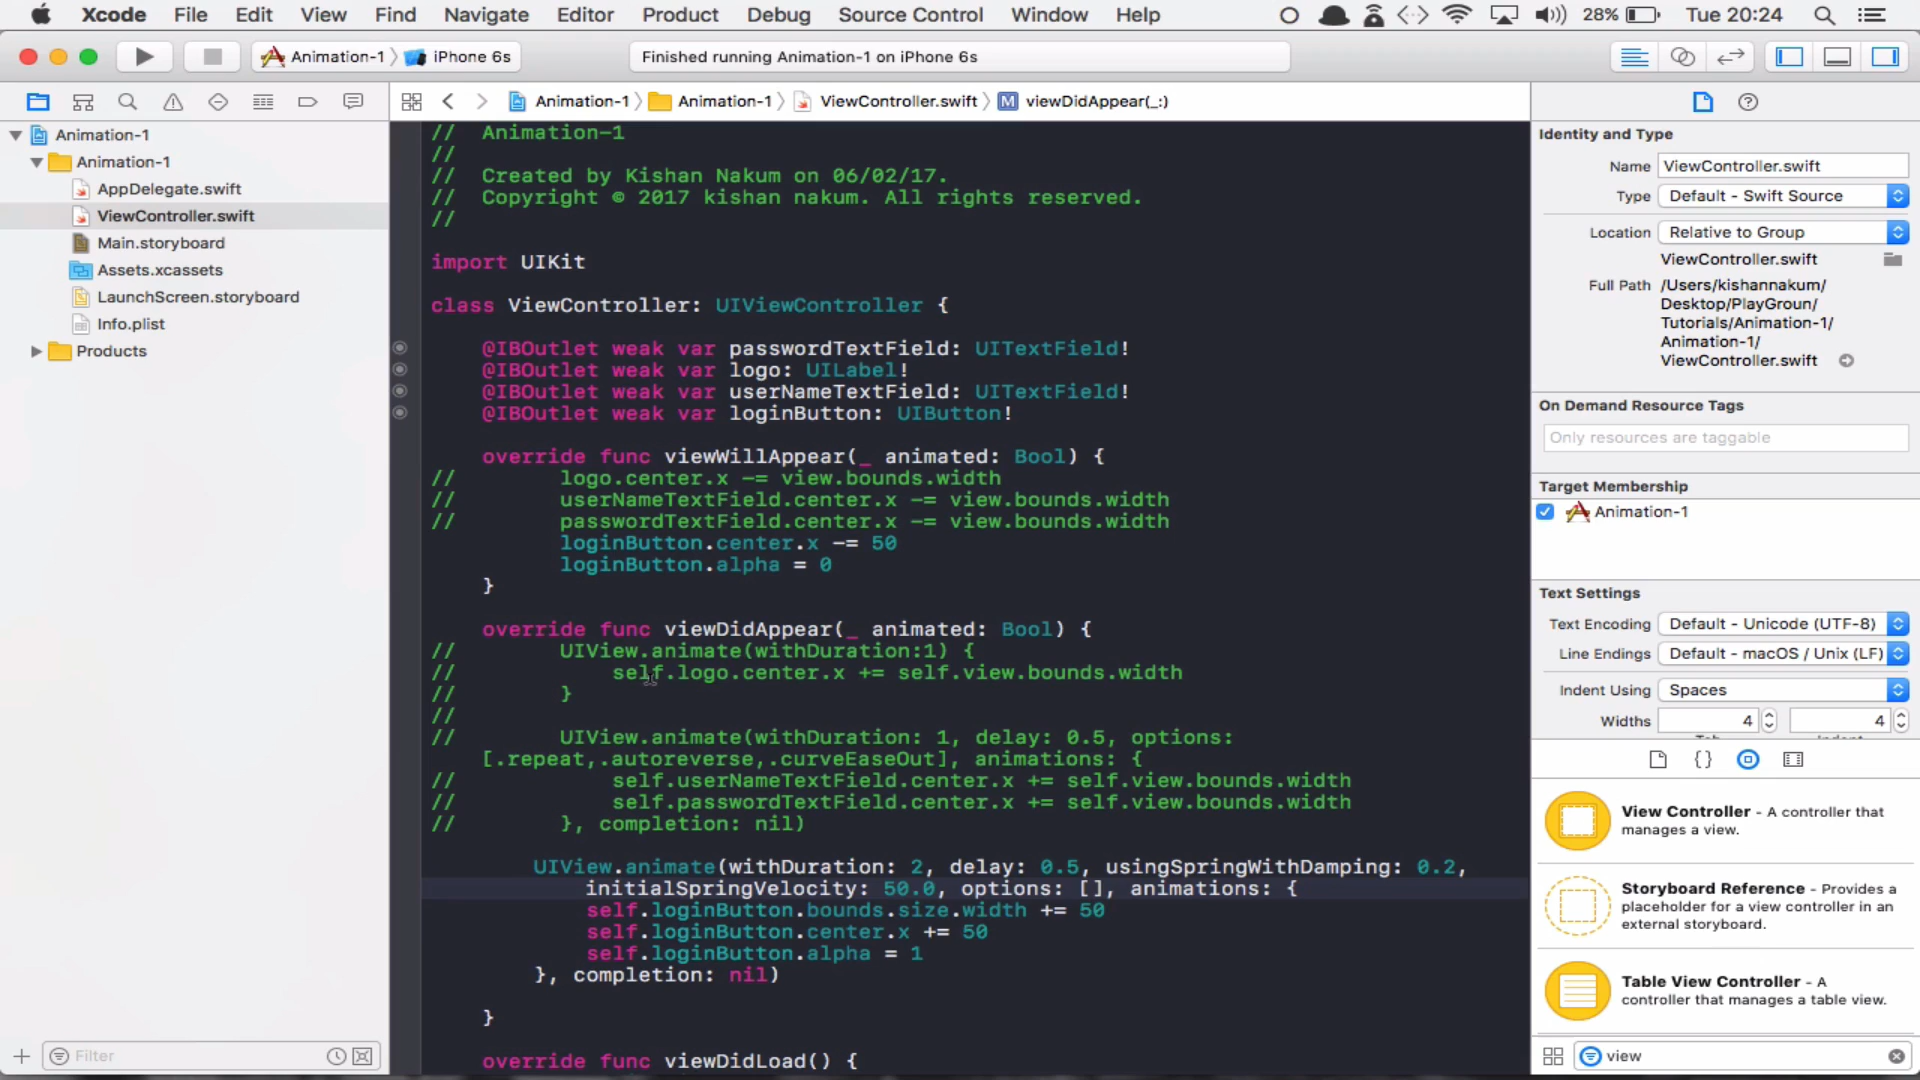 Xcode File Edit View Find Navigate Editor Product Debug Source Control Window Help 28% Tue 20:24
Animation-1 iPhone 6s Finished running Animation-1 on iPhone 6s
Animation-1 Animation-1 ViewController.swift M viewDidAppear(_:)
Animation-1
Animation-1
AppDelegate.swift
ViewController.swift
Main.storyboard
Assets.xcassets
LaunchScreen.storyboard
Info.plist
Products
Filter
//  Animation-1
//
//  Created by Kishan Nakum on 06/02/17.
//  Copyright © 2017 kishan nakum. All rights reserved.
//
import UIKit
class ViewController: UIViewController {
@IBOutlet weak var passwordTextField: UITextField!
@IBOutlet weak var logo: UILabel!
@IBOutlet weak var userNameTextField: UITextField!
@IBOutlet weak var loginButton: UIButton!
override func viewWillAppear(_ animated: Bool) {
//        logo.center.x -= view.bounds.width
//        userNameTextField.center.x -= view.bounds.width
//        passwordTextField.center.x -= view.bounds.width
loginButton.center.x -= 50
loginButton.alpha = 0
}
override func viewDidAppear(_ animated: Bool) {
//        UIView.animate(withDuration:1) {
//            self.logo.center.x += self.view.bounds.width
//        }
//
//        UIView.animate(withDuration: 1, delay: 0.5, options:
[.repeat,.autoreverse,.curveEaseOut], animations: {
//            self.userNameTextField.center.x += self.view.bounds.width
//            self.passwordTextField.center.x += self.view.bounds.width
//        }, completion: nil)
UIView.animate(withDuration: 2, delay: 0.5, usingSpringWithDamping: 0.2,
initialSpringVelocity: 50.0, options: [], animations: {
self.loginButton.bounds.size.width += 50
self.loginButton.center.x += 50
self.loginButton.alpha = 1
}, completion: nil)
}
override func viewDidLoad() {
Identity and Type
Name ViewController.swift
Type Default - Swift Source
Location Relative to Group
ViewController.swift
Full Path /Users/kishannakum/
Desktop/PlayGroun/
Tutorials/Animation-1/
Animation-1/
ViewController.swift
On Demand Resource Tags
Only resources are taggable
Target Membership
Animation-1
Text Settings
Text Encoding Default - Unicode (UTF-8)
Line Endings Default - macOS / Unix (LF)
Indent Using Spaces
Widths 4 4
{}
View Controller - A controller that
manages a view.
Storyboard Reference - Provides a
placeholder for a view controller in an
external storyboard.
Table View Controller - A
controller that manages a table view.
view